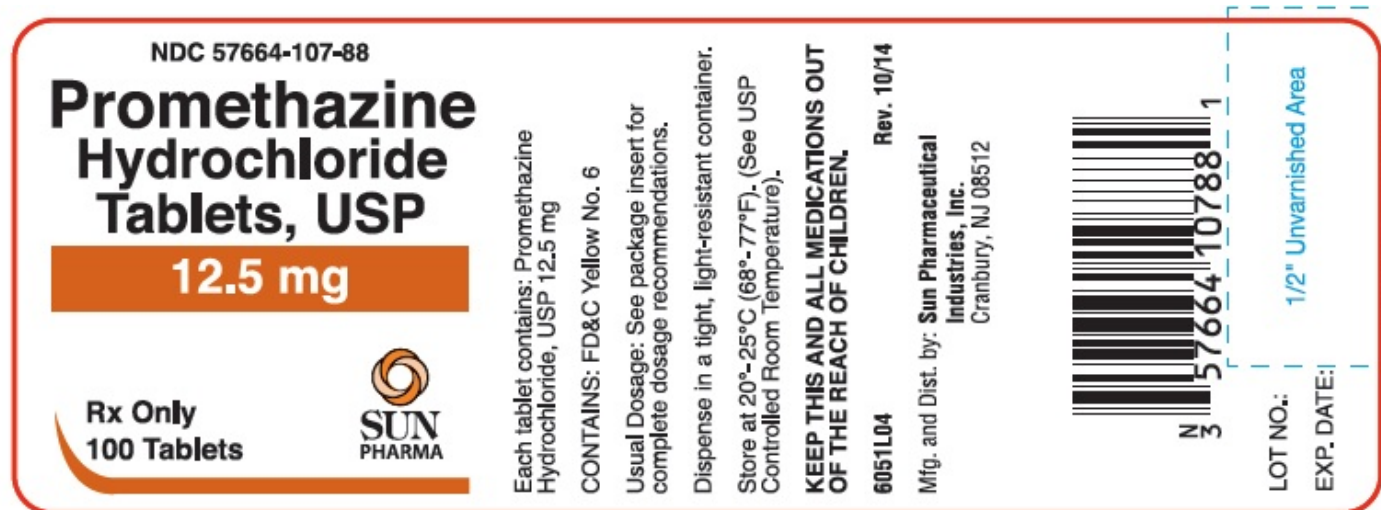 NDC 57664-107-88
Promethazine
Hydrochloride
Tablets, USP
12.5 mg
Rx Only
100 Tablets
SUN
PHARMA
Each tablet contains: Promethazine
Hydrochloride, USP 12.5 mg
CONTAINS: FD&C Yellow No. 6
Usual Dosage: See package insert for
complete dosage recommendations.
Dispense in a tight, light-resistant container.
Store at 20°-25°C (68°-77°F). (See USP
Controlled Room Temperature).
KEEP THIS AND ALL MEDICATIONS OUT
OF THE REACH OF CHILDREN.
6051L04 Rev. 10/14
Mfg. and Dist. by: Sun Pharmaceutical
Industries, Inc.
Cranbury, NJ 08512
N
3 57664 10788 1
1/2" Unvarnished Area
LOT NO.:
EXP. DATE: